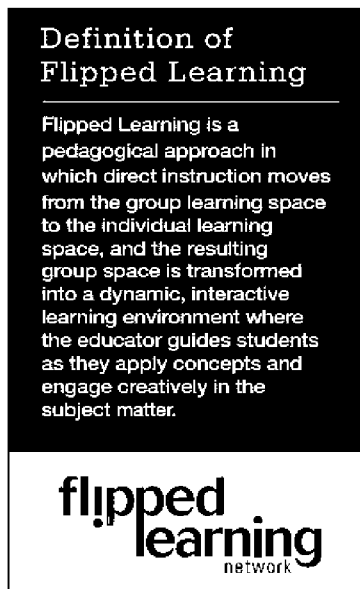 Definition of
Flipped Learning
Flipped Learning is a
pedagogical approach in
which direct instruction moves
from the group learning space
to the individual learning
space, and the resulting
group space is transformed
into a dynamic, interactive
learning environment where
the educator guides students
as they apply concepts and
engage creatively in the
subject matter.
flipped
learning
network